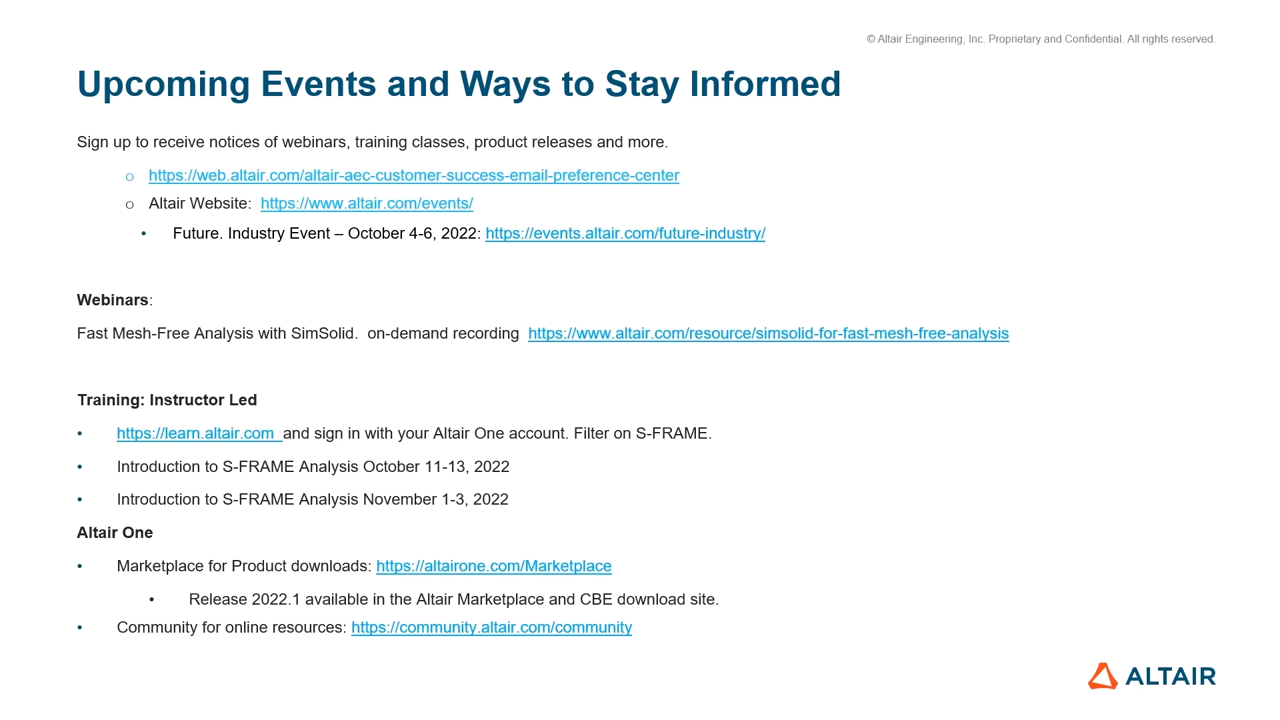 © Altair Engineering, Inc. Proprietary and Confidential. All rights reserved.
Upcoming Events and Ways to Stay Informed
Sign up to receive notices of webinars, training classes, product releases and more.
o https://web.altair.com/altair-aec-customer-success-email-preference-center
o Altair Website: https://www.altair.com/events/
• Future. Industry Event – October 4-6, 2022: https://events.altair.com/future-industry/
Webinars:
Fast Mesh-Free Analysis with SimSolid. on-demand recording https://www.altair.com/resource/simsolid-for-fast-mesh-free-analysis
Training: Instructor Led
• https://learn.altair.com and sign in with your Altair One account. Filter on S-FRAME.
• Introduction to S-FRAME Analysis October 11-13, 2022
• Introduction to S-FRAME Analysis November 1-3, 2022
Altair One
• Marketplace for Product downloads: https://altairone.com/Marketplace
• Release 2022.1 available in the Altair Marketplace and CBE download site.
• Community for online resources: https://community.altair.com/community
ALTAIR